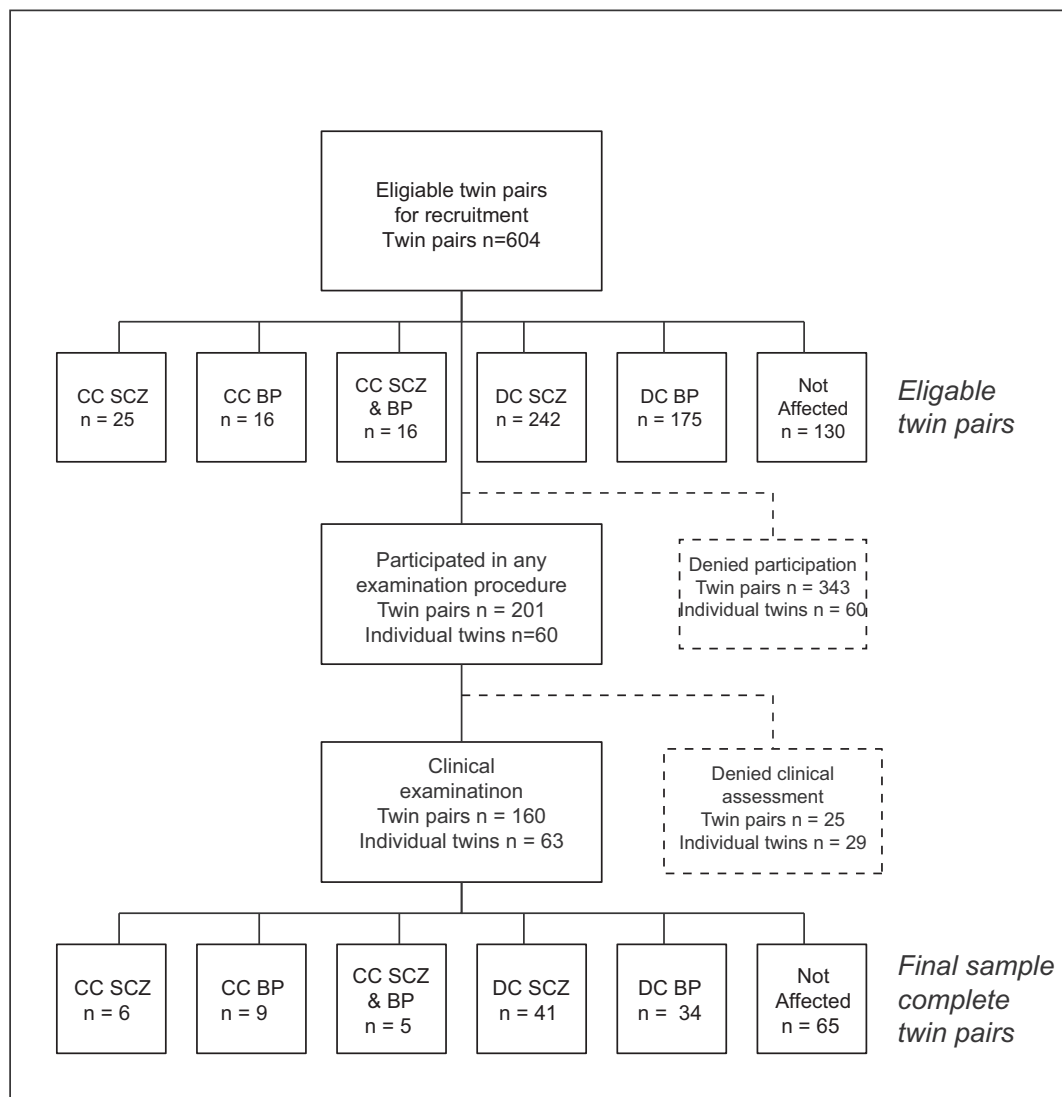 Eligiable twin pairs
for recruitment
Twin pairs n=604
CC SCZ
n = 25
CC BP
n = 16
CC SCZ
& BP
n = 16
DC SCZ
n = 242
DC BP
n = 175
Not
Affected
n = 130
Eligable
twin pairs
Participated in any
examination procedure
Twin pairs n = 201
Individual twins n=60
Denied participation
Twin pairs n = 343
Individual twins n = 60
Clinical
examinatinon
Twin pairs n = 160
Individual twins n = 63
Denied clinical
assessment
Twin pairs n = 25
Individual twins n = 29
CC SCZ
n = 6
CC BP
n = 9
CC SCZ
& BP
n = 5
DC SCZ
n = 41
DC BP
n = 34
Not
Affected
n = 65
Final sample
complete
twin pairs